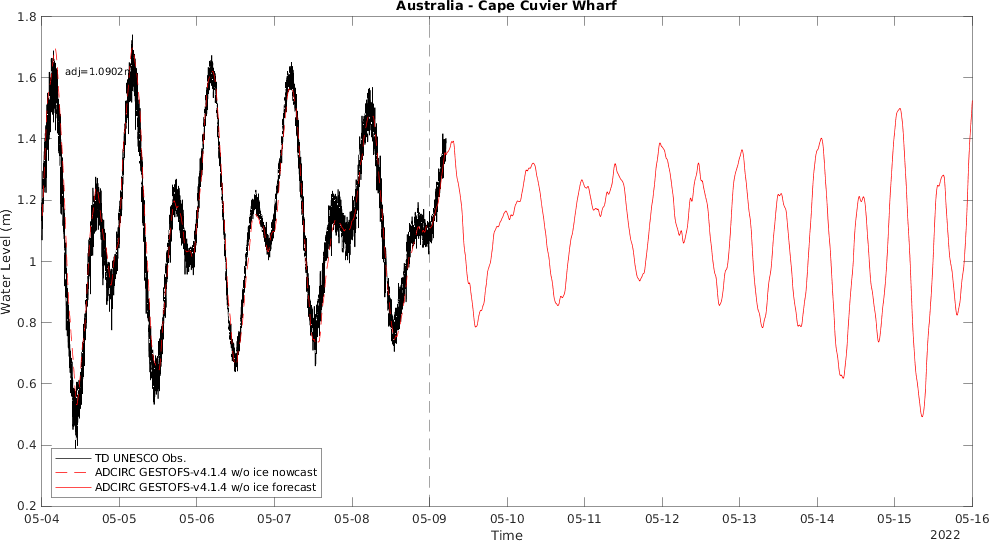 Australia - Cape Cuvier Wharf
1.8
1.6
1.4
1.2
1
0.8
0.6
0.4
0.2
Water Level (m)
adj=1.0902
TD UNESCO Obs.
ADCIRC GESTOFS-v4.1.4 w/o ice nowcast
ADCIRC GESTOFS-v4.1.4 w/o ice forecast
05-04 05-05 05-06 05-07 05-08 05-09 05-10 05-11 05-12 05-13 05-14 05-15 05-16
Time
2022